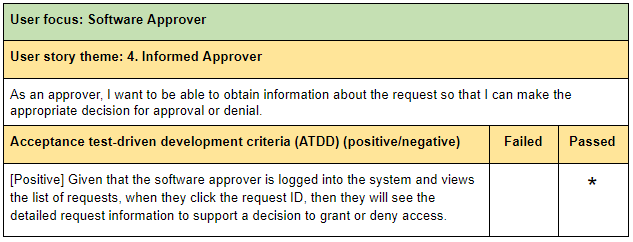 User focus: Software Approver
User story theme: 4. Informed Approver
As an approver, I want to be able to obtain information about the request so that I can make the
appropriate decision for approval or denial.
Acceptance test-driven development criteria (ATDD) (positive/negative) Failed Passed
[Positive] Given that the software approver is logged into the system and views
the list of requests, when they click the request ID, then they will see the
detailed request information to support a decision to grant or deny access.
*